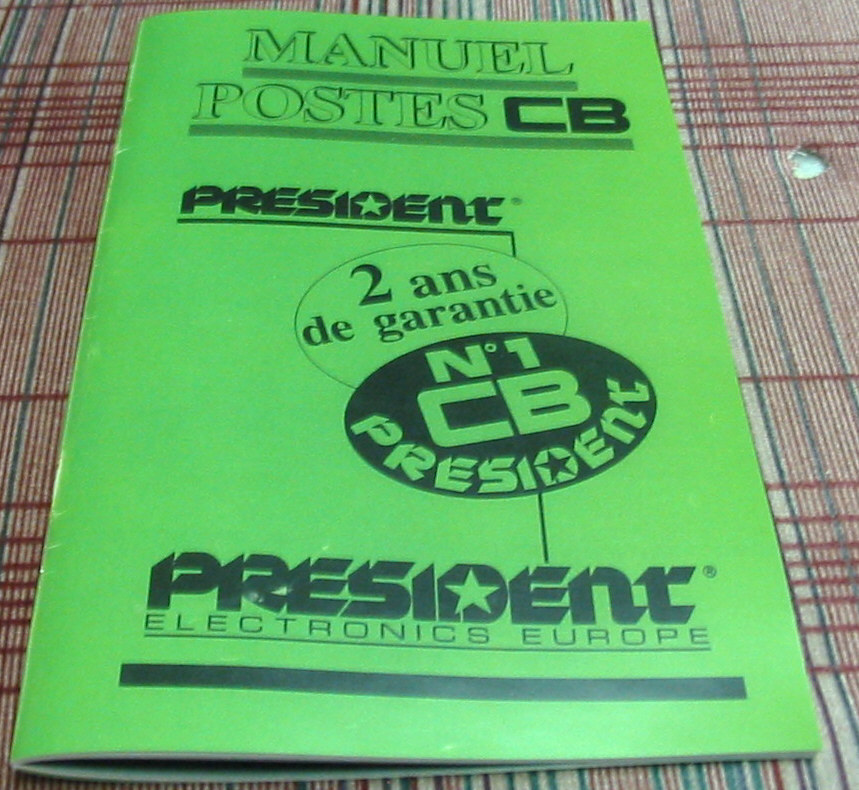 MANUEL
POSTES CB
PRESIDENT®
2 ans
de garantie
N°1
CB
PRESIDENT
PRESIDENT®
ELECTRONICS EUROPE